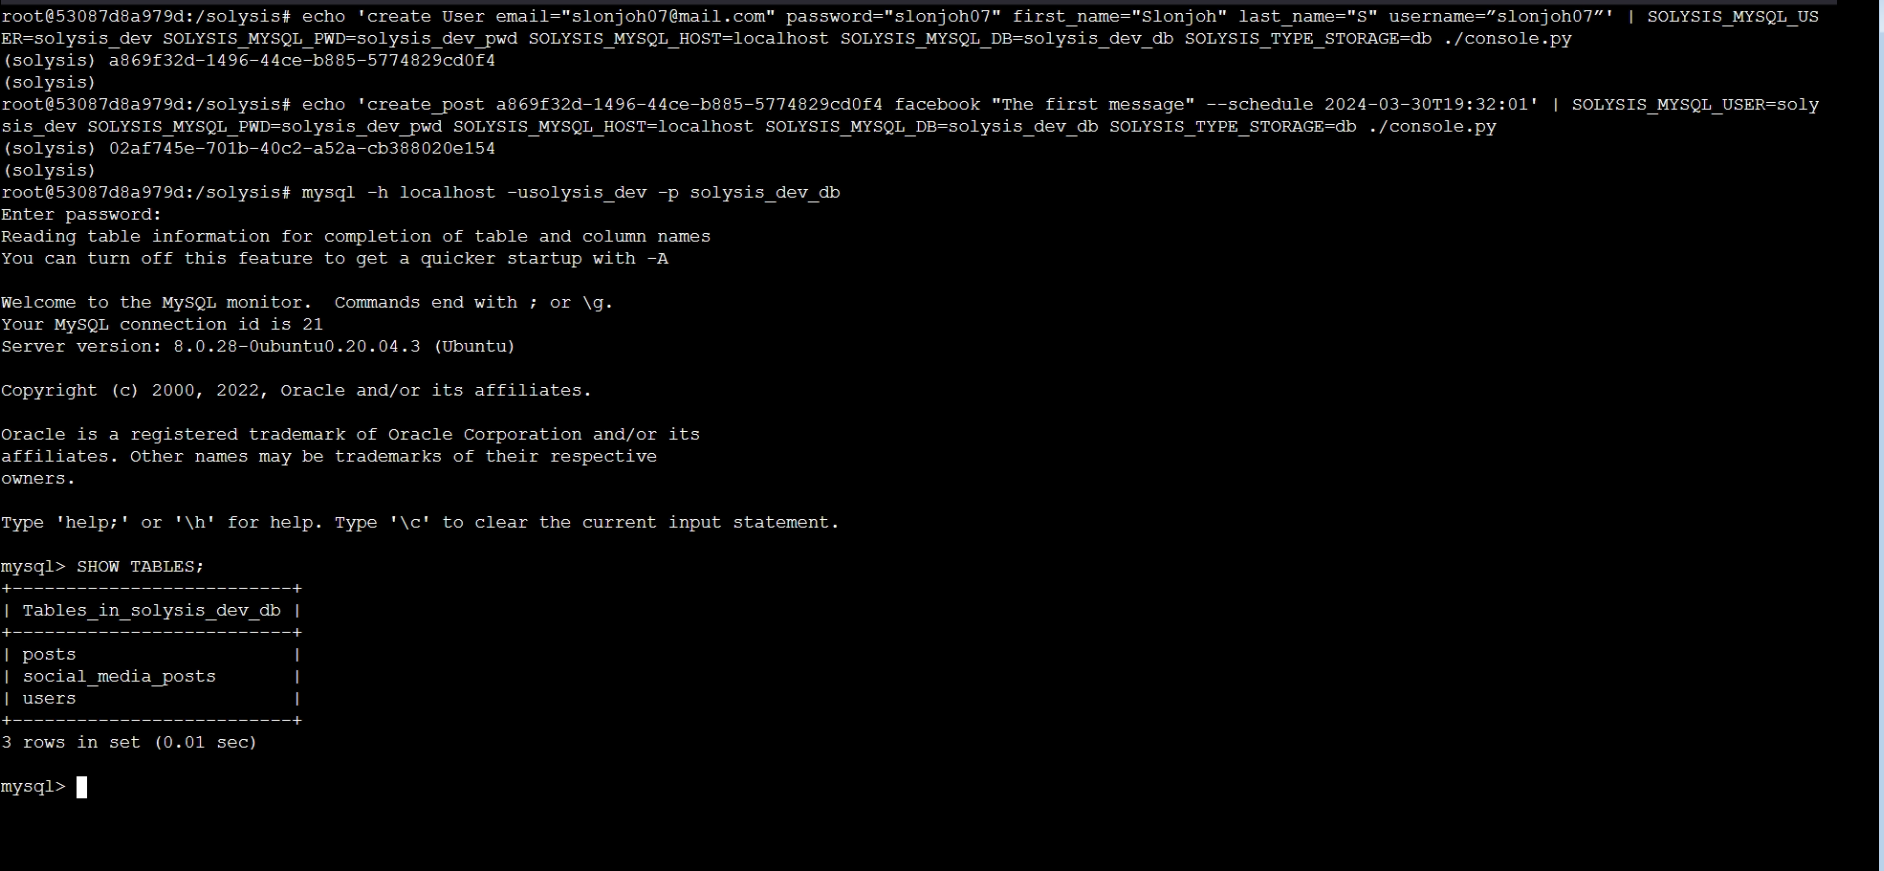 root@53087d8a979d:/solysis# echo 'create User email="slonjoh07@mail.com" password="slonjoh07" first_name="Slonjoh" last_name="S" username=”slonjoh07”' | SOLYSIS_MYSQL_US
ER=solysis_dev SOLYSIS_MYSQL_PWD=solysis_dev_pwd SOLYSIS_MYSQL_HOST=localhost SOLYSIS_MYSQL_DB=solysis_dev_db SOLYSIS_TYPE_STORAGE=db ./console.py
(solysis) a869f32d-1496-44ce-b885-5774829cd0f4
(solysis)
root@53087d8a979d:/solysis# echo 'create_post a869f32d-1496-44ce-b885-5774829cd0f4 facebook "The first message" --schedule 2024-03-30T19:32:01' | SOLYSIS_MYSQL_USER=soly
sis_dev SOLYSIS_MYSQL_PWD=solysis_dev_pwd SOLYSIS_MYSQL_HOST=localhost SOLYSIS_MYSQL_DB=solysis_dev_db SOLYSIS_TYPE_STORAGE=db ./console.py
(solysis) 02af745e-701b-40c2-a52a-cb388020e154
(solysis)
root@53087d8a979d:/solysis# mysql -h localhost -usolysis_dev -p solysis_dev_db
Enter password:
Reading table information for completion of table and column names
You can turn off this feature to get a quicker startup with -A

Welcome to the MySQL monitor.  Commands end with ; or \g.
Your MySQL connection id is 21
Server version: 8.0.28-0ubuntu0.20.04.3 (Ubuntu)

Copyright (c) 2000, 2022, Oracle and/or its affiliates.

Oracle is a registered trademark of Oracle Corporation and/or its
affiliates. Other names may be trademarks of their respective
owners.

Type 'help;' or '\h' for help. Type '\c' to clear the current input statement.

mysql> SHOW TABLES;
+--------------------------+
| Tables_in_solysis_dev_db |
+--------------------------+
| posts                    |
| social_media_posts       |
| users                    |
+--------------------------+
3 rows in set (0.01 sec)

mysql>